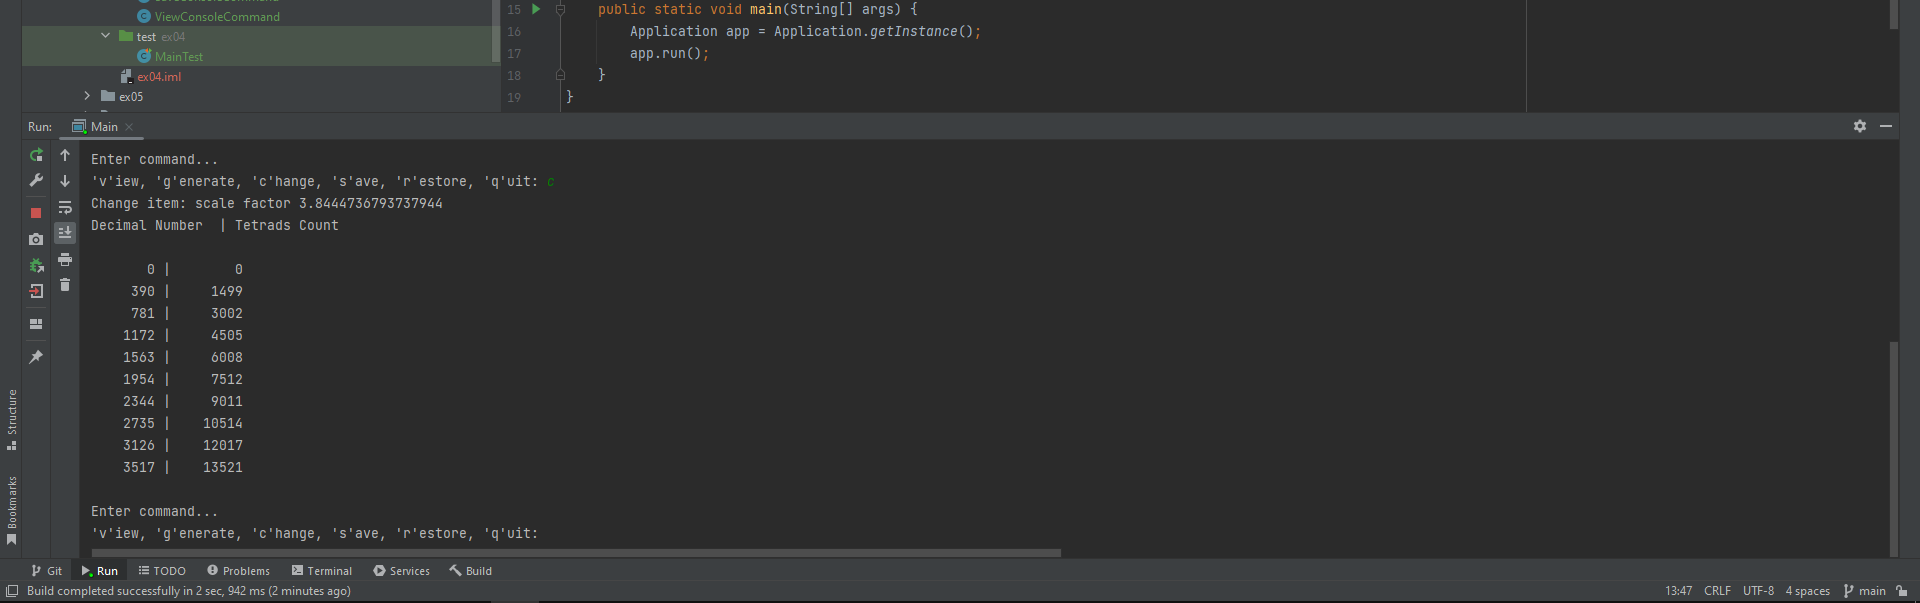 ViewConsoleCommand
test ex04
MainTest
ex04.iml
ex05
15 public static void main(String[] args) {
16 Application app = Application.getInstance();
17 app.run();
18 }
19 }
Run: Main
Enter command...
'v'iew, 'g'enerate, 'c'hange, 's'ave, 'r'estore, 'q'uit: c
Change item: scale factor 3.8444736793737944
Decimal Number | Tetrads Count
0 | 0
390 | 1499
781 | 3002
1172 | 4505
1563 | 6008
1954 | 7512
2344 | 9011
2735 | 10514
3126 | 12017
3517 | 13521
Enter command...
'v'iew, 'g'enerate, 'c'hange, 's'ave, 'r'estore, 'q'uit:
Structure
Bookmarks
Git Run TODO Problems Terminal Services Build
Build completed successfully in 2 sec, 942 ms (2 minutes ago) 13:47 CRLF UTF-8 4 spaces main